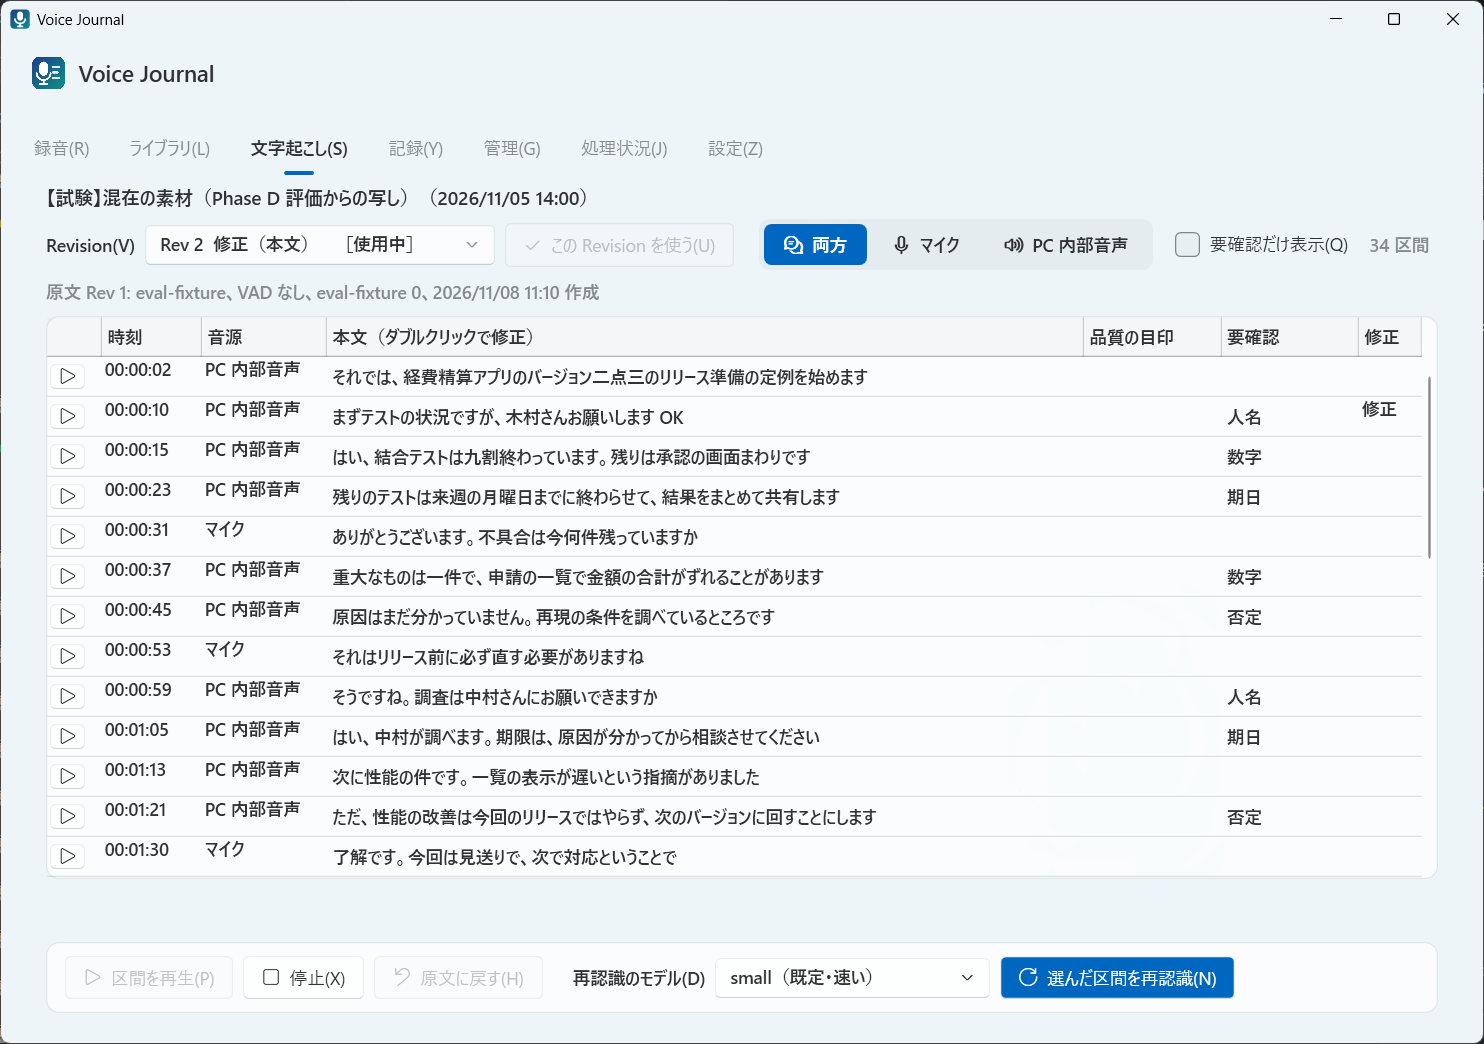 Voice Journal
Voice Journal
録音(R) ライブラリ(L) 文字起こし(S) 記録(Y) 管理(G) 処理状況(J) 設定(Z)
【試験】混在の素材（Phase D 評価からの写し）（2026/11/05 14:00）
Revision(V) Rev 2 修正（本文） ［使用中］ この Revision を使う(U) 両方 マイク PC 内部音声 要確認だけ表示(Q) 34 区間
原文 Rev 1: eval-fixture、VAD なし、eval-fixture 0、2026/11/08 11:10 作成
時刻 音源 本文（ダブルクリックで修正） 品質の目印 要確認 修正
00:00:02 PC 内部音声 それでは、経費精算アプリのバージョン二点三のリリース準備の定例を始めます
00:00:10 PC 内部音声 まずテストの状況ですが、木村さんお願いします OK 人名 修正
00:00:15 PC 内部音声 はい、結合テストは九割終わっています。残りは承認の画面まわりです 数字
00:00:23 PC 内部音声 残りのテストは来週の月曜日までに終わらせて、結果をまとめて共有します 期日
00:00:31 マイク ありがとうございます。不具合は今何件残っていますか
00:00:37 PC 内部音声 重大なものは一件で、申請の一覧で金額の合計がずれることがあります 数字
00:00:45 PC 内部音声 原因はまだ分かっていません。再現の条件を調べているところです 否定
00:00:53 マイク それはリリース前に必ず直す必要がありますね
00:00:59 PC 内部音声 そうですね。調査は中村さんにお願いできますか 人名
00:01:05 PC 内部音声 はい、中村が調べます。期限は、原因が分かってから相談させてください 期日
00:01:13 PC 内部音声 次に性能の件です。一覧の表示が遅いという指摘がありました
00:01:21 PC 内部音声 ただ、性能の改善は今回のリリースではやらず、次のバージョンに回すことにします 否定
00:01:30 マイク 了解です。今回は見送りで、次で対応ということで
区間を再生(P) 停止(X) 原文に戻す(H) 再認識のモデル(D) small（既定・速い） 選んだ区間を再認識(N)